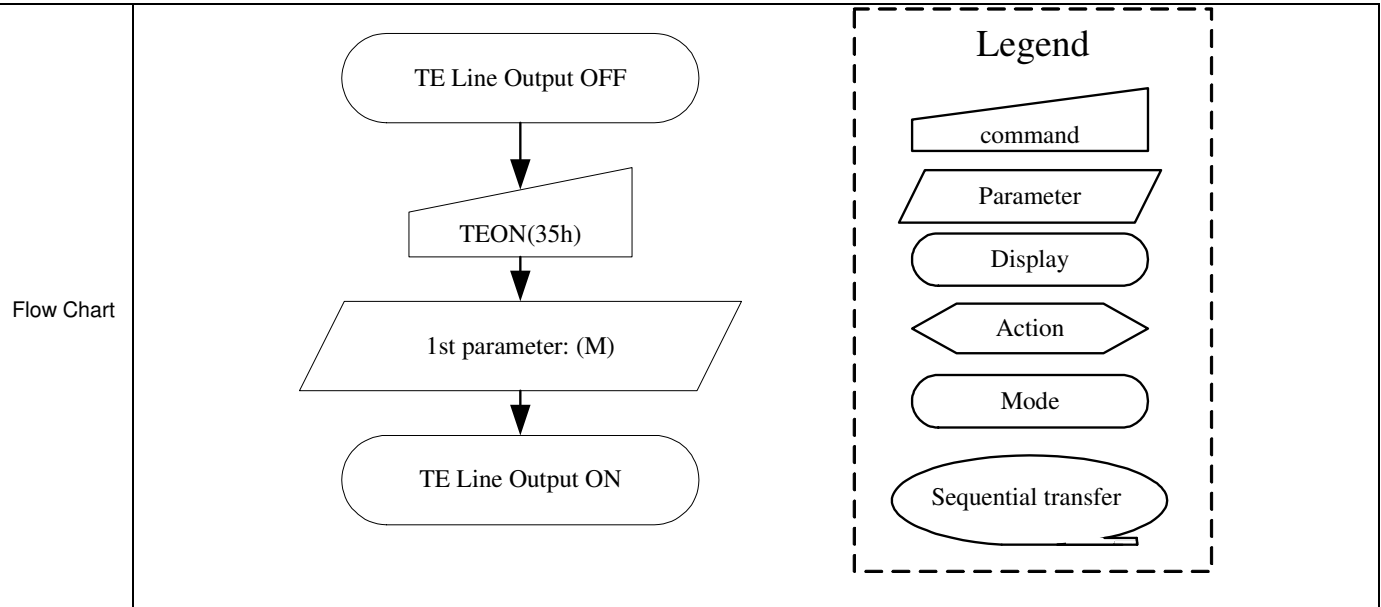 Flow Chart
TE Line Output OFF
TEON(35h)
1st parameter: (M)
TE Line Output ON
Legend
command
Parameter
Display
Action
Mode
Sequential transfer